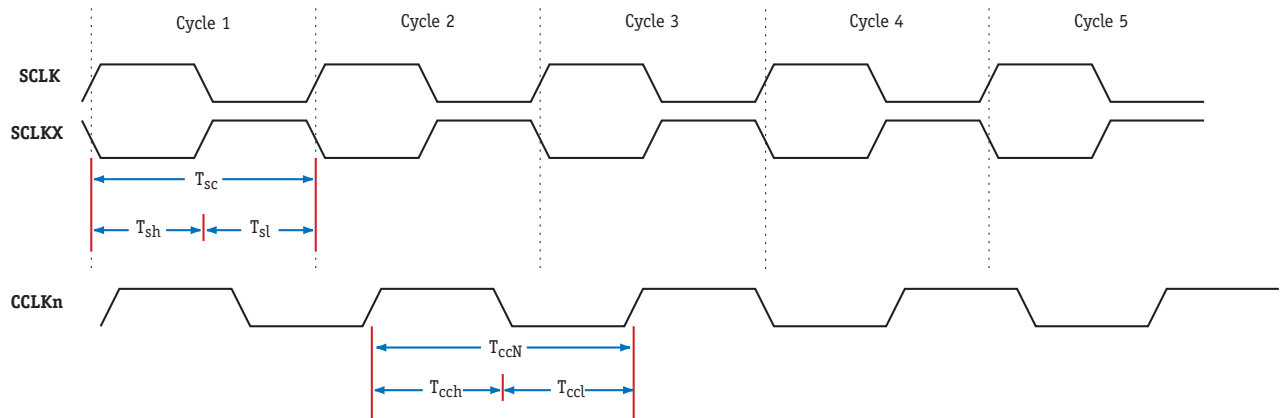 Cycle 1 Cycle 2 Cycle 3 Cycle 4 Cycle 5
SCLK
SCLKX
Tsc
Tsh Tsl
CCLKn
TccN
Tcch Tccl